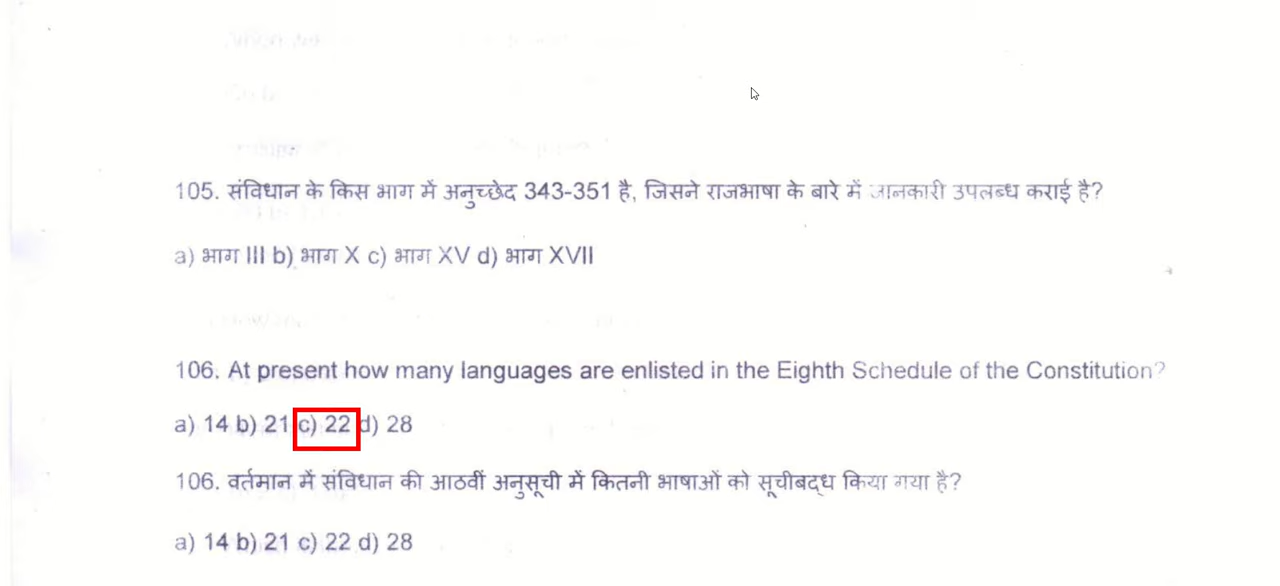 105. संविधान के किस भाग में अनुच्छेद 343-351 है, जिसने राजभाषा के बारे में जानकारी उपलब्ध कराई है?
a) भाग III b) भाग X c) भाग XV d) भाग XVII
106. At present how many languages are enlisted in the Eighth Schedule of the Constitution?
a) 14 b) 21 c) 22 d) 28
106. वर्तमान में संविधान की आठवीं अनुसूची में कितनी भाषाओं को सूचीबद्ध किया गया है?
a) 14 b) 21 c) 22 d) 28